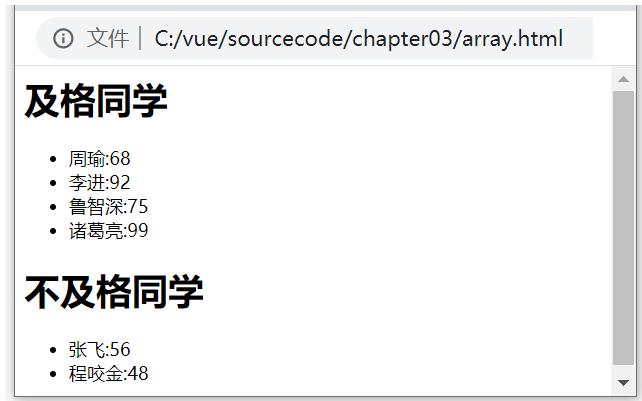 文件 C:/vue/sourcecode/chapter03/array.html
及格同学
周瑜:68
李进:92
鲁智深:75
诸葛亮:99
不及格同学
张飞:56
程咬金:48